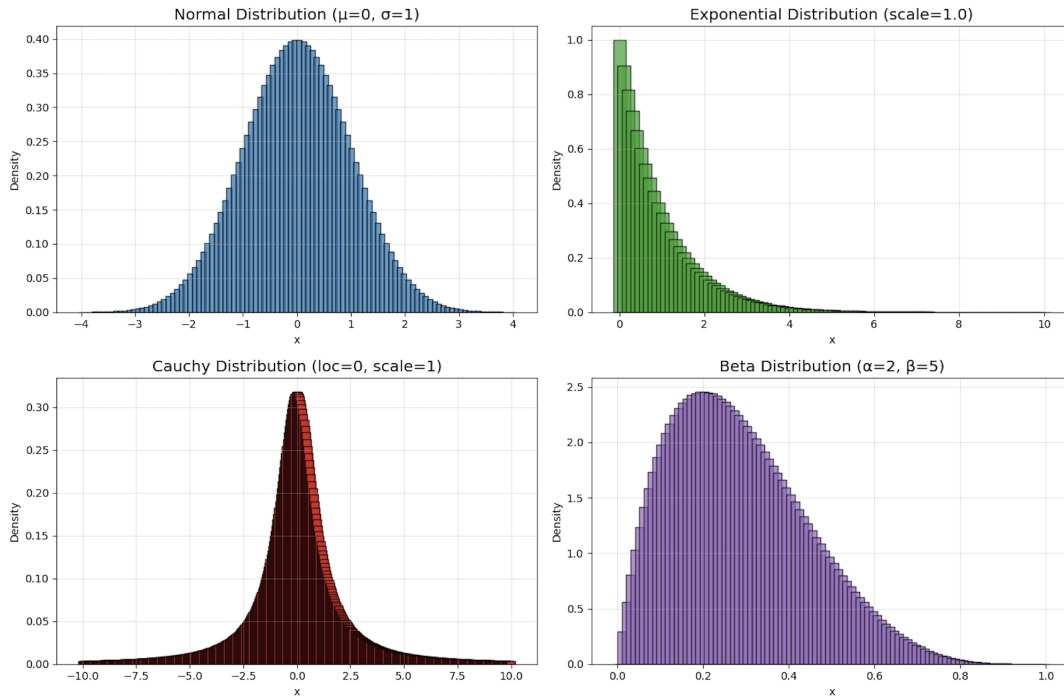 Normal Distribution (μ=0, σ=1)
Density
0.40
0.35
0.30
0.25
0.20
0.15
0.10
0.05
0.00
−4 −3 −2 −1 0 1 2 3 4
x
Exponential Distribution (scale=1.0)
Density
1.0
0.8
0.6
0.4
0.2
0.0
0 2 4 6 8 10
x
Cauchy Distribution (loc=0, scale=1)
Density
0.30
0.25
0.20
0.15
0.10
0.05
0.00
−10.0 −7.5 −5.0 −2.5 0.0 2.5 5.0 7.5 10.0
x
Beta Distribution (α=2, β=5)
Density
2.5
2.0
1.5
1.0
0.5
0.0
0.0 0.2 0.4 0.6 0.8 1.0
x